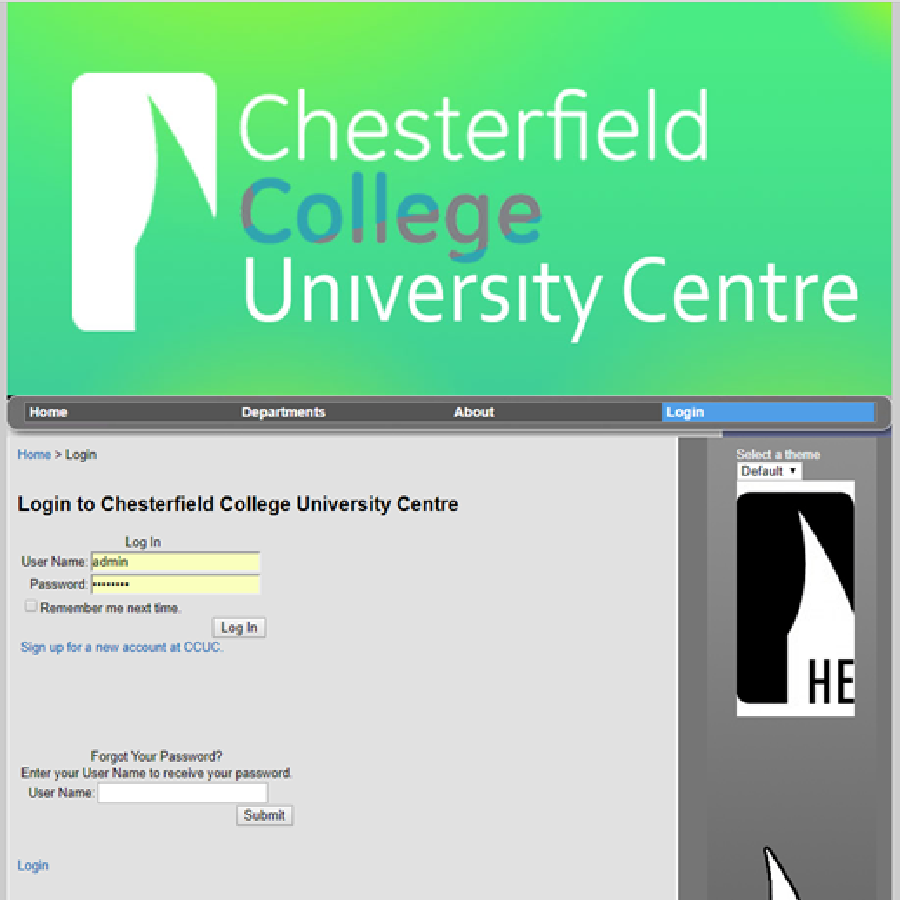 Chesterfield
College
University Centre
Home Departments About Login
Home > Login
Select a theme
Default
Login to Chesterfield College University Centre
HE
Log In
User Name: admin
Password: ••••••••
Remember me next time.
Log In
Sign up for a new account at CCUC.
Forgot Your Password?
Enter your User Name to receive your password.
User Name:
Submit
Login